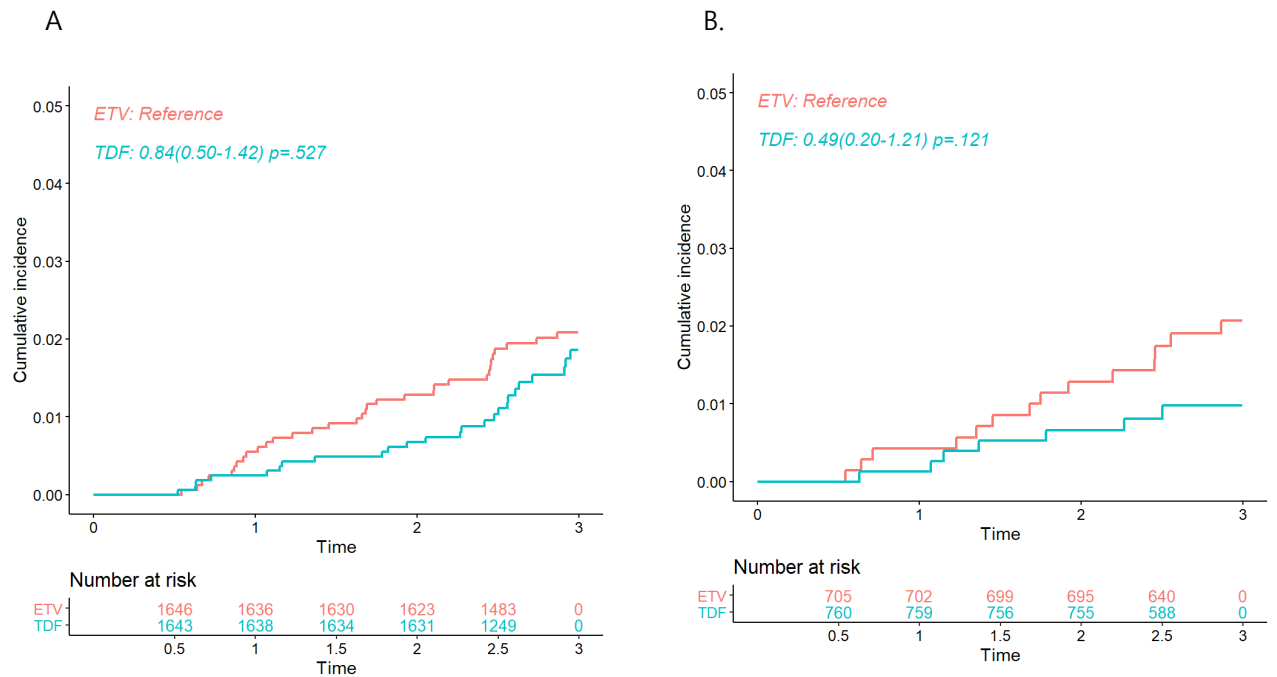 A
ETV: Reference
TDF: 0.84(0.50-1.42) p=.527
Cumulative incidence
0.05
0.04
0.03
0.02
0.01
0.00
0 1 2 3
Time
Number at risk
ETV 1646 1636 1630 1623 1483 0
TDF 1643 1638 1634 1631 1249 0
0.5 1 1.5 2 2.5 3
Time
B.
ETV: Reference
TDF: 0.49(0.20-1.21) p=.121
Cumulative incidence
0.05
0.04
0.03
0.02
0.01
0.00
0 1 2 3
Time
Number at risk
ETV 705 702 699 695 640 0
TDF 760 759 756 755 588 0
0.5 1 1.5 2 2.5 3
Time